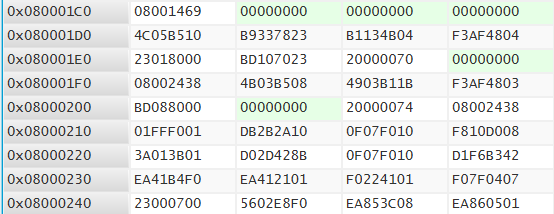 0x080001C0 08001469 00000000 00000000 00000000
0x080001D0 4C05B510 B9337823 B1134B04 F3AF4804
0x080001E0 23018000 BD107023 20000070 00000000
0x080001F0 08002438 4B03B508 4903B11B F3AF4803
0x08000200 BD088000 00000000 20000074 08002438
0x08000210 01FFF001 DB2B2A10 0F07F010 F810D008
0x08000220 3A013B01 D02D428B 0F07F010 D1F6B342
0x08000230 EA41B4F0 EA412101 F0224101 F07F0407
0x08000240 23000700 5602E8F0 EA853C08 EA860501